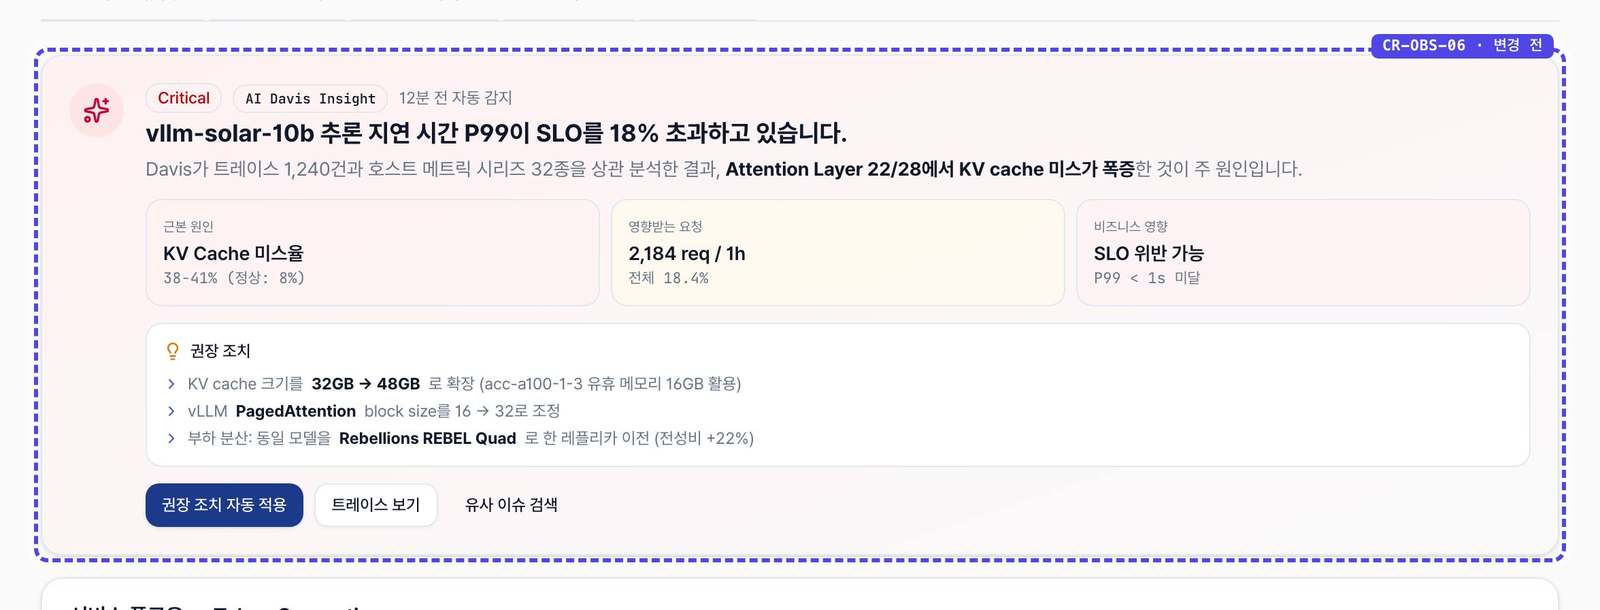 CR-OBS-06 · 변경 전
Critical
AI Davis Insight
12분 전 자동 감지
vllm-solar-10b 추론 지연 시간 P99이 SLO를 18% 초과하고 있습니다.
Davis가 트레이스 1,240건과 호스트 메트릭 시리즈 32종을 상관 분석한 결과, Attention Layer 22/28에서 KV cache 미스가 폭증한 것이 주 원인입니다.
근본 원인
KV Cache 미스율
38-41% (정상: 8%)
영향받는 요청
2,184 req / 1h
전체 18.4%
비즈니스 영향
SLO 위반 가능
P99 < 1s 미달
권장 조치
KV cache 크기를 32GB → 48GB 로 확장 (acc-a100-1-3 유휴 메모리 16GB 활용)
vLLM PagedAttention block size를 16 → 32로 조정
부하 분산: 동일 모델을 Rebellions REBEL Quad 로 한 레플리카 이전 (전성비 +22%)
권장 조치 자동 적용
트레이스 보기
유사 이슈 검색